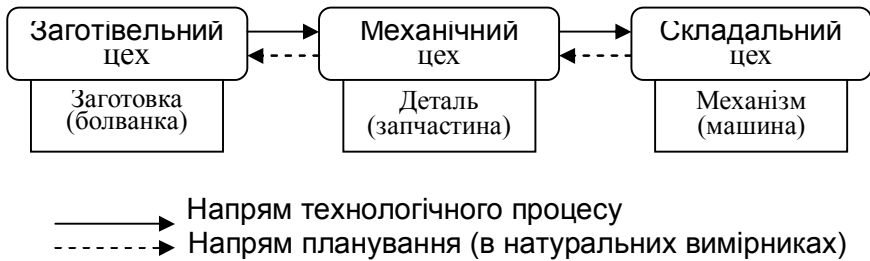 Заготівельний
цех
Механічний
цех
Складальний
цех
Заготовка
(болванка)
Деталь
(запчастина)
Механізм
(машина)
Напрям технологічного процесу
Напрям планування (в натуральних вимірниках)